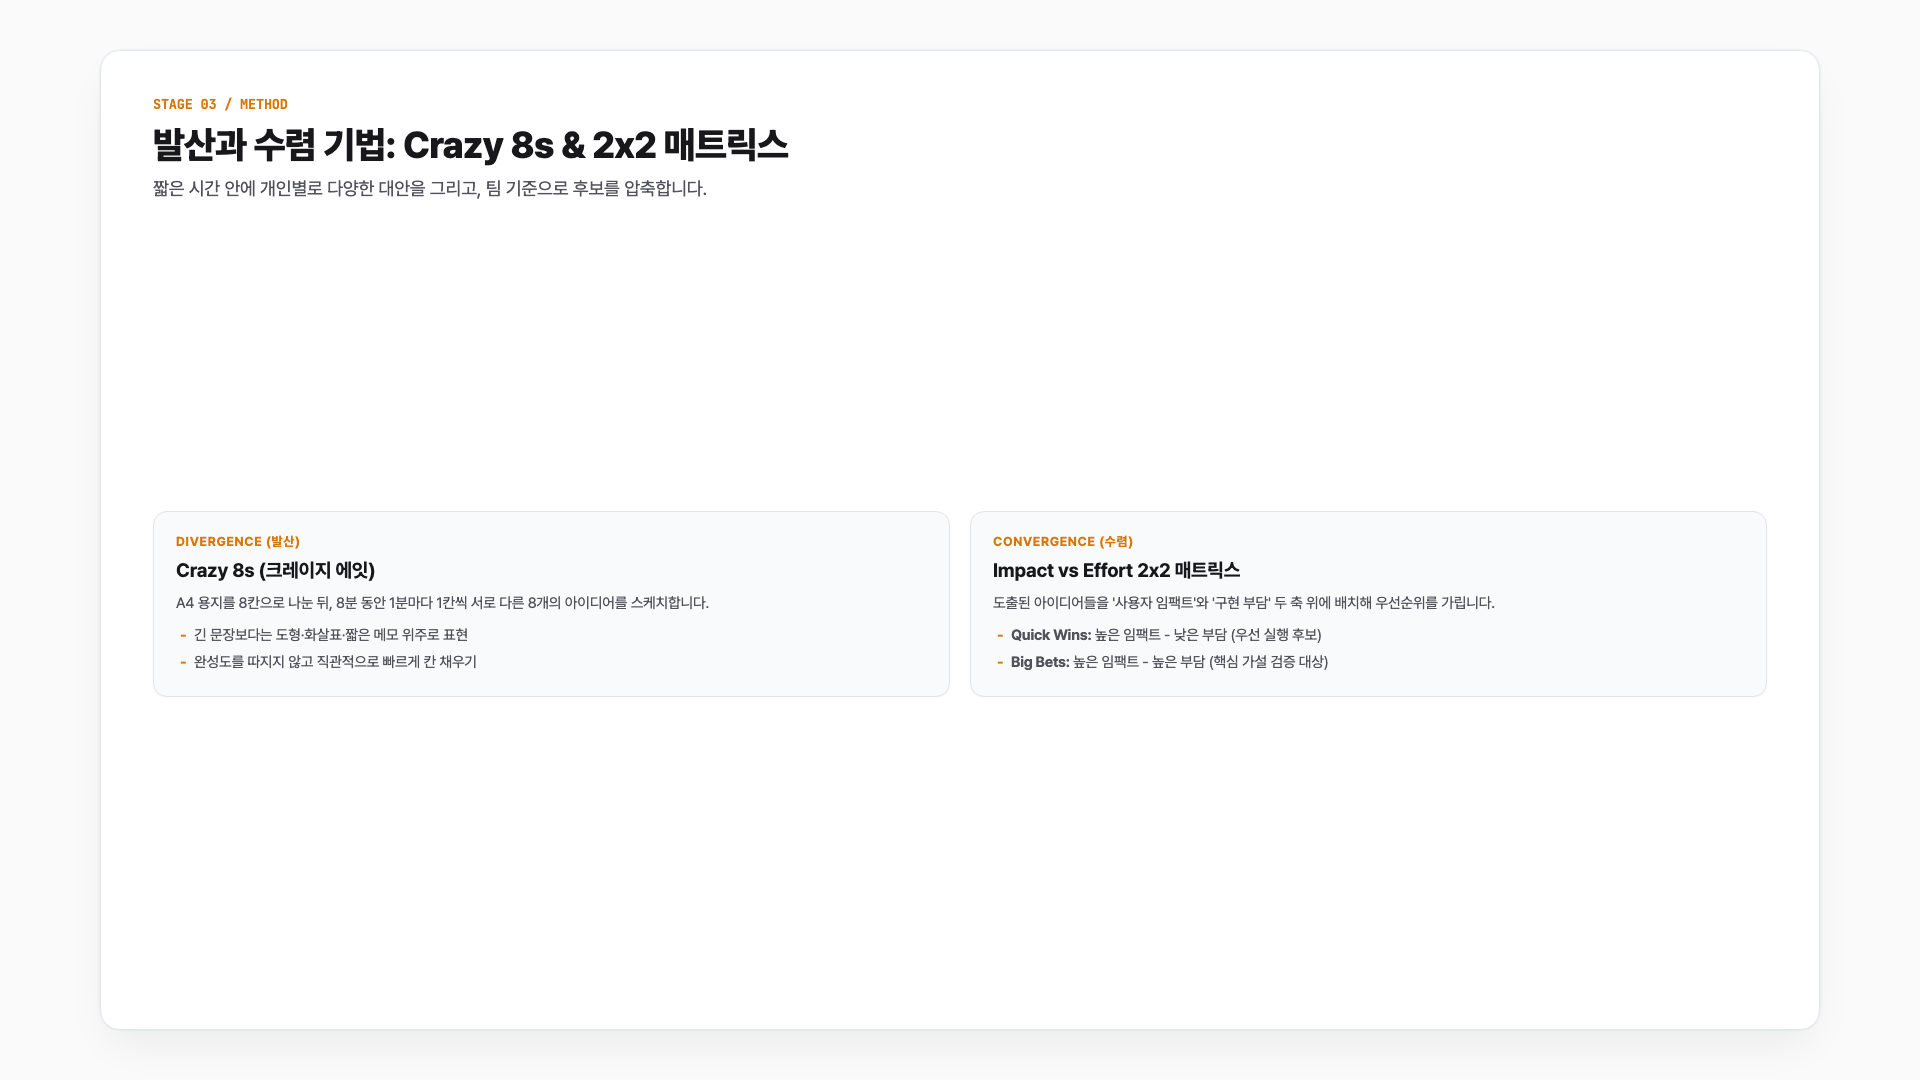 STAGE 03 / METHOD
발산과 수렴 기법: Crazy 8s & 2x2 매트릭스
짧은 시간 안에 개인별로 다양한 대안을 그리고, 팀 기준으로 후보를 압축합니다.
DIVERGENCE (발산)
Crazy 8s (크레이지 에잇)
A4 용지를 8칸으로 나눈 뒤, 8분 동안 1분마다 1칸씩 서로 다른 8개의 아이디어를 스케치합니다.
- 긴 문장보다는 도형·화살표·짧은 메모 위주로 표현
- 완성도를 따지지 않고 직관적으로 빠르게 칸 채우기
CONVERGENCE (수렴)
Impact vs Effort 2x2 매트릭스
도출된 아이디어들을 '사용자 임팩트'와 '구현 부담' 두 축 위에 배치해 우선순위를 가립니다.
- Quick Wins: 높은 임팩트 - 낮은 부담 (우선 실행 후보)
- Big Bets: 높은 임팩트 - 높은 부담 (핵심 가설 검증 대상)